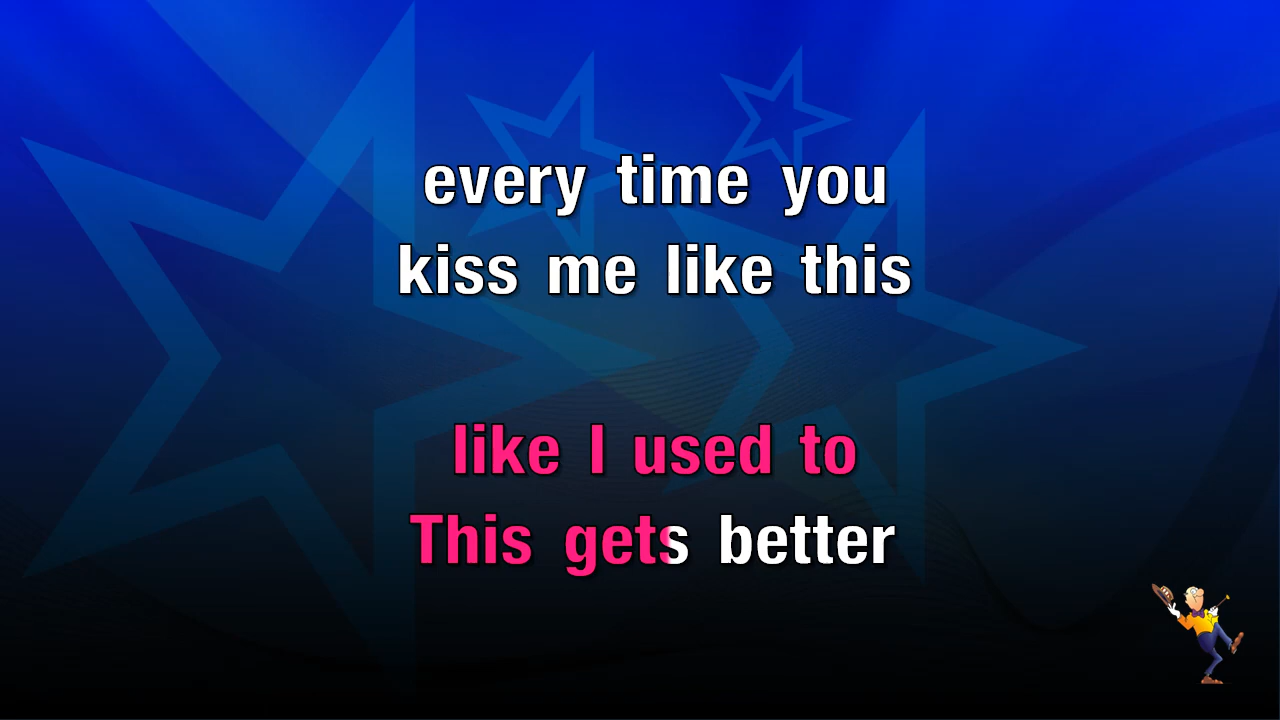 every time you
kiss me like this
like I used to
This gets better